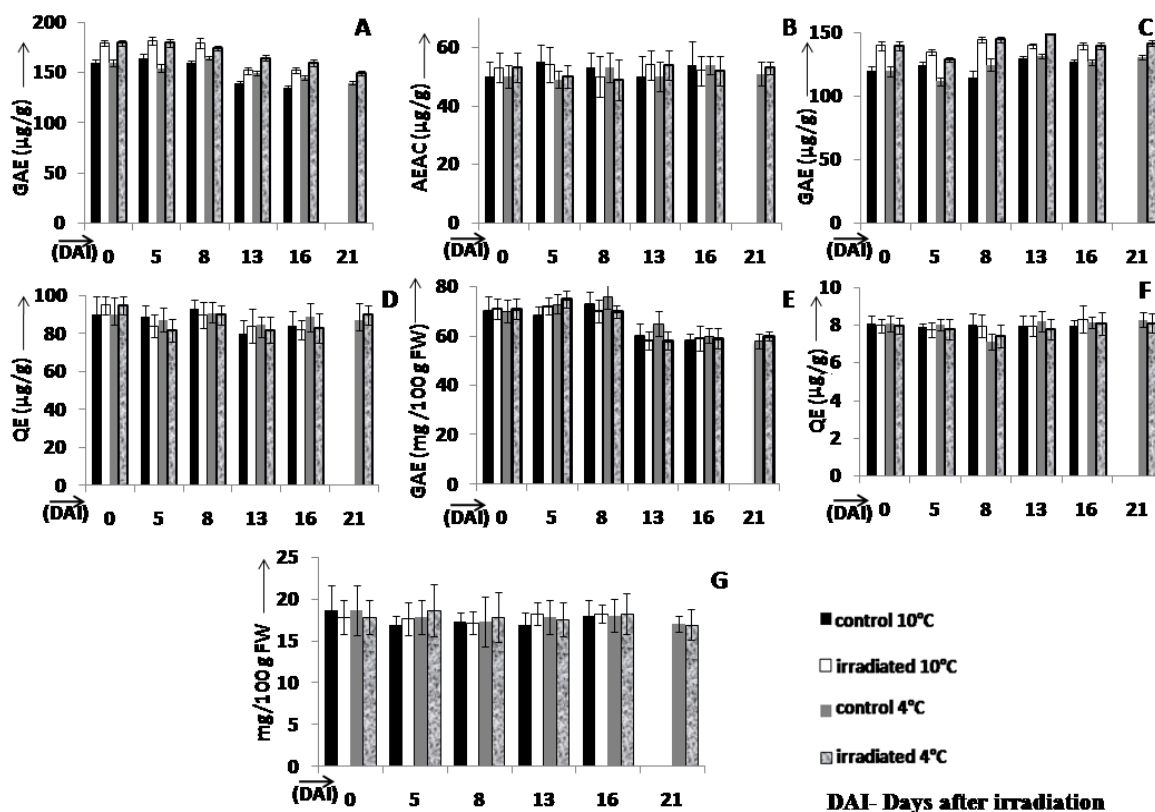 A
GAE (µg/g)
200
150
100
50
0
(DAI)
0 5 8 13 16 21
B
AEAC (µg/g)
60
40
20
0
(DAI)
0 5 8 13 16 21
C
GAE (µg/g)
150
100
50
0
(DAI)
0 5 8 13 16 21
D
QE (µg/g)
100
80
60
40
20
0
(DAI)
0 5 8 13 16 21
E
GAE (mg /100 g FW)
80
60
40
20
0
(DAI)
0 5 8 13 16 21
F
QE (µg/g)
10
8
6
4
2
0
(DAI)
0 5 8 13 16 21
G
mg/100 g FW
25
20
15
10
5
0
(DAI)
0 5 8 13 16 21
control 10°C
irradiated 10°C
control 4°C
irradiated 4°C
DAI- Days after irradiation